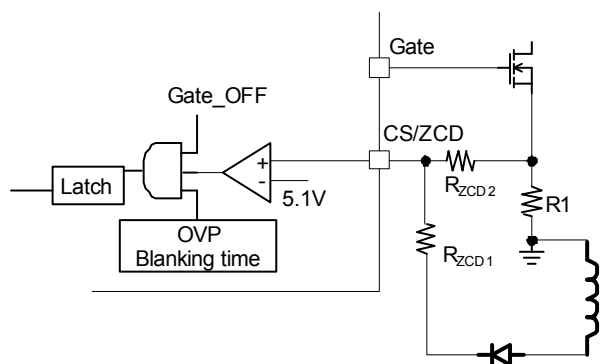 Gate
Gate_OFF
CS/ZCD
+
-
5.1V
Latch
RZCD2
R1
OVP
Blanking time
RZCD1